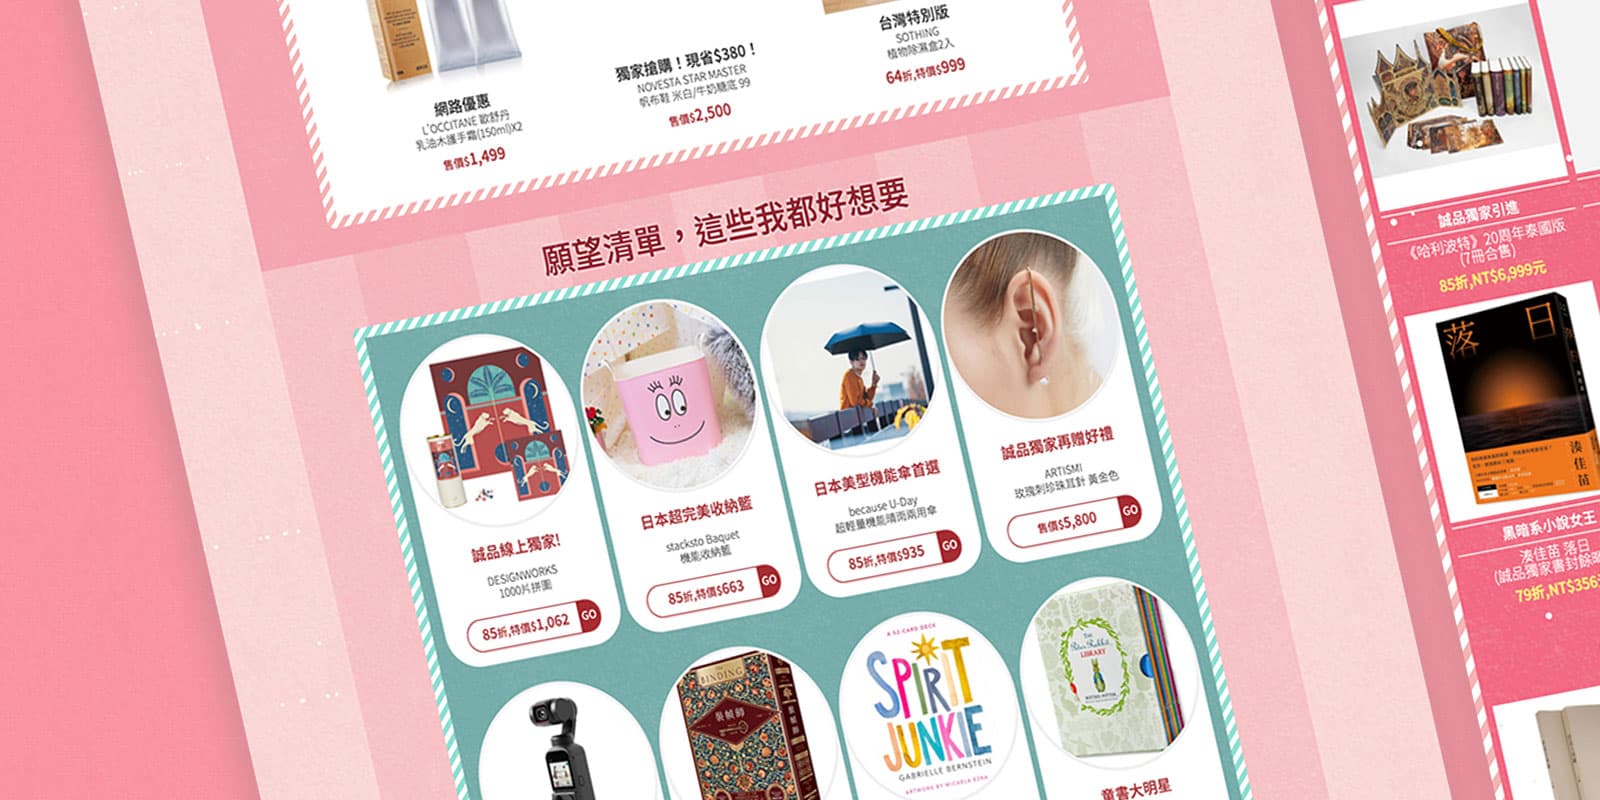 網路優惠
L'OCCITANE 歐舒丹
乳油木護手霜(150ml)X2
售價$1,499
獨家搶購！現省$380！
NOVESTA STAR MASTER
帆布鞋 米白/牛奶糖底 99
售價$2,500
台灣特別版
SOTHING
植物除濕盒2入
64折,特價$999
願望清單，這些我都好想要
誠品線上獨家!
DESIGNWORKS
1000片拼圖
85折,特價$1,062
GO
日本超完美收納籃
stacksto Baquet
機能收納籃
85折,特價$663
GO
日本美型機能傘首選
because U-Day
超輕量機能晴雨兩用傘
85折,特價$935
GO
誠品獨家再贈好禮
ARTISMI
玫瑰刺珍珠耳針 黃金色
售價$5,800
GO
BINDING
裝幀師
A 52-CARD DECK
SPIRIT
JUNKIE
GABRIELLE BERNSTEIN
ARTWORK BY MICAELA EZRA
THE
Peter Rabbit
LIBRARY
BEATRIX POTTER
童書大明星
誠品獨家引進
《哈利波特》20周年泰國版
(7冊合售)
85折,NT$6,999元
落日
湊佳苗
黑暗系小說女王
湊佳苗 落日
(誠品獨家書封餘
79折,NT$356